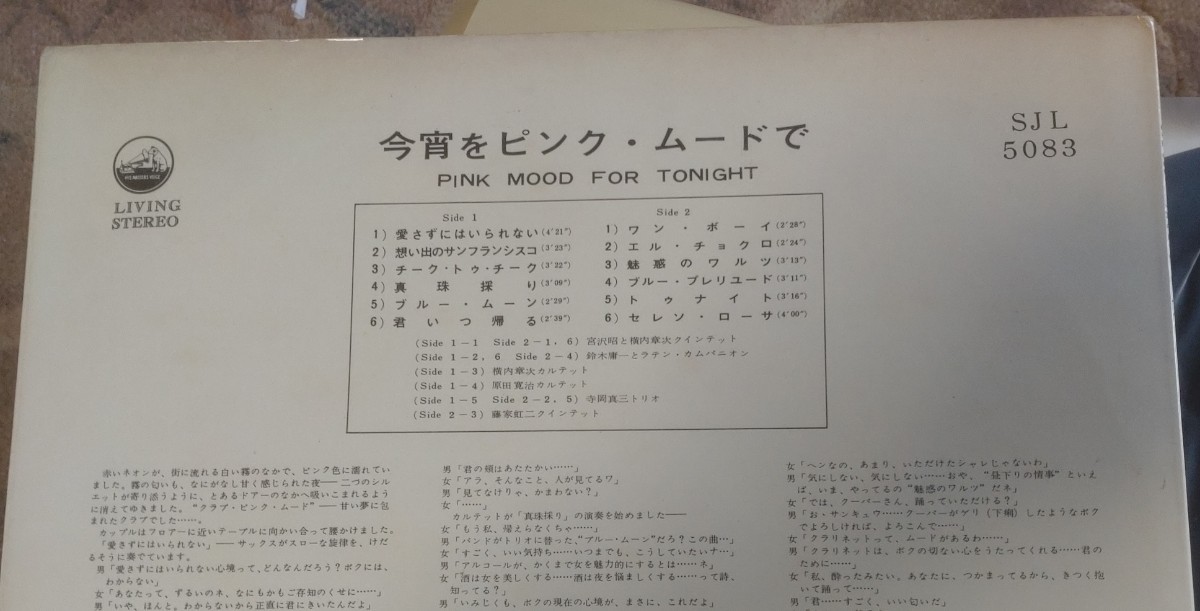 今宵をピンク・ムードで
SJL
5083
PINK MOOD FOR TONIGHT
HIS MASTER'S VOICE
LIVING
STEREO
Side 1
1) 愛さずにはいられない (4'21")
2) 想い出のサンフランシスコ (3'23")
3) チーク・トゥ・チーク (3'22")
4) 真珠採り (3'09")
5) ブルー・ムーン (2'29")
6) 君いつ帰る (2'39")
Side 2
1) ワン・ボーイ (2'28")
2) エル・チョクロ (2'24")
3) 魅惑のワルツ (3'13")
4) ブルー・プレリュード (3'11")
5) トゥナイト (3'16")
6) セレソ・ローサ (4'00")
(Side 1-1 Side 2-1, 6) 宮沢昭と横内章次クインテット
(Side 1-2, 6 Side 2-4) 鈴木庸一とラテン・カムパニオン
(Side 1-3) 横内章次カルテット
(Side 1-4) 原田寛治カルテット
(Side 1-5 Side 2-2, 5) 寺岡真三トリオ
(Side 2-3) 藤家虹二クインテット
赤いネオンが、街に流れる白い霧のなかで、ピンク色に濡れてい
ました。霧の匂いも、なにがなし甘く感じられた夜——二つのシル
エットが寄り添うように、とあるドアーのなかへ吸いこまれるよう
に消えてゆきました。“クラブ・ピンク・ムード”——甘い夢に包
まれたクラブでした……。
カップルはフロアーに近いテーブルに向かい合って腰かけました。
「愛さずにはいられない」——サックスがスローな旋律を、けだ
るそうに奏でています。
男「愛さずにはいられない心境って、どんなんだろう？ボクには、
わからない」
女「あなたって、ずるいのネ、なにもかもご存知のくせに……」
男「いや、ほんと。わからないから正直に君にきいたんだよ」
男「君の頬はあたたかい……」
女「アラ、そんなこと、人が見てるワ」
男「見てなけりゃ、かまわない？」
女「……」
カルテットが「真珠採り」の演奏を始めました——
女「もう私、帰えらなくちゃ……」
男「バンドがトリオに替った、“ブルー・ムーン”だろ？この曲…」
女「すごく、いい気持ち……いつまでも、こうしていたいナ…」
男「アルコールが、かくまで女を魅力的にするとは……ネ」
女「酒は女を美しくする……酒は夜を悩ましくする……って詩、
知ってる？」
男「いみじくも、ボクの現在の心境が、まさに、これだよ」
女「ヘンなの、あまり、いただけたシャレじゃないわ」
男「気にしない、気にしない……おや、“昼下りの情事”といえ
ば、いま、やってるの“魅惑のワルツ”だネ」
女「では、クーパーさん、踊っていただける？」
男「お・サンキュウ……クーパーがゲリ（下痢）したようなボク
でよろしければ、よろこんで……」
女「クラリネットって、ムードがあるわ……」
男「クラリネットは、ボクの切ない心をうたってくれる……君の
ために……」
女「私、酔ったみたい。あなたに、つかまってるから、きつく抱
いて踊って……」
男「君……すごく、いい匂いだ」